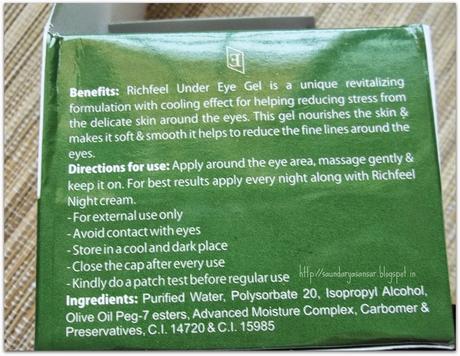 E
Benefits: Richfeel Under Eye Gel is a unique revitalizing
formulation with cooling effect for helping reducing stress from
the delicate skin around the eyes. This gel nourishes the skin &
makes it soft & smooth it helps to reduce the fine lines around the
eyes.
Directions for use: Apply around the eye area, massage gently &
keep it on. For best results apply every night along with Richfeel
Night cream.
- For external use only
- Avoid contact with eyes
- Store in a cool and dark place
- Close the cap after every use
- Kindly do a patch test before regular use
http://saundaryasansar.blogspot.in
Ingredients: Purified Water, Polysorbate 20, Isopropyl Alcohol,
Olive Oil Peg-7 esters, Advanced Moisture Complex, Carbomer &
Preservatives, C.I. 14720 & C.I. 15985